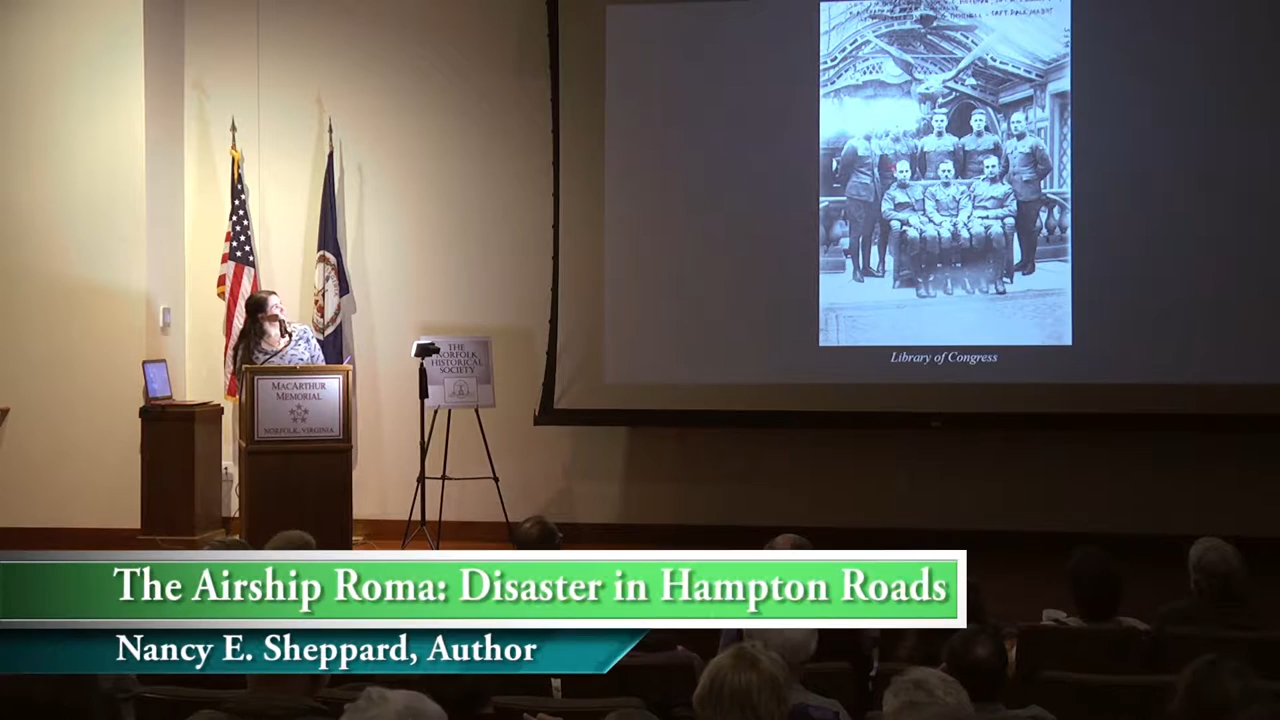 Library of Congress
THE
NORFOLK
HISTORICAL
SOCIETY
MACARTHUR
MEMORIAL
NORFOLK, VIRGINIA
The Airship Roma: Disaster in Hampton Roads
Nancy E. Sheppard, Author